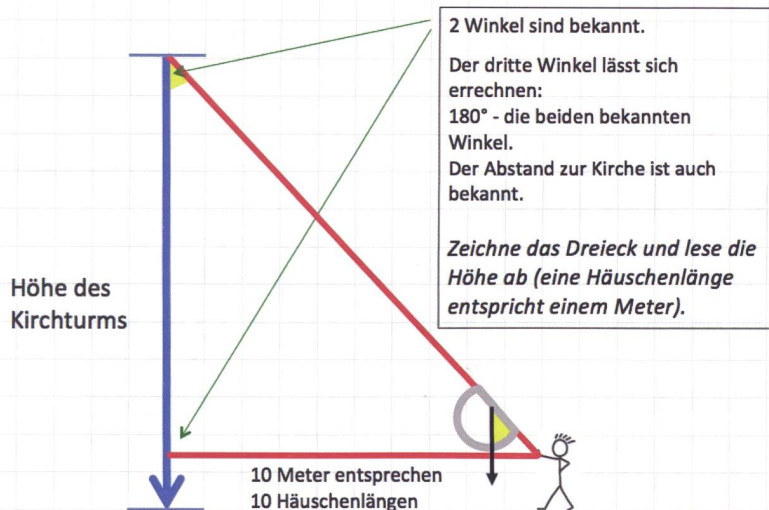 2 Winkel sind bekannt.
Der dritte Winkel lässt sich
errechnen:
180° - die beiden bekannten
Winkel.
Der Abstand zur Kirche ist auch
bekannt.
Zeichne das Dreieck und lese die
Höhe ab (eine Häuschenlänge
entspricht einem Meter).
Höhe des
Kirchturms
10 Meter entsprechen
10 Häuschenlängen